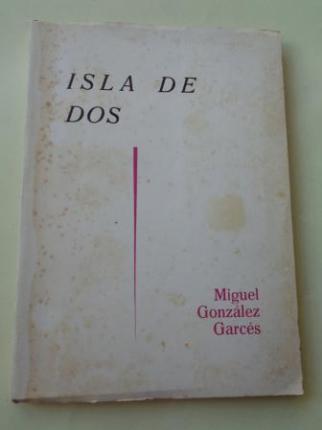 ISLA DE
DOS
Miguel
González
Garcés